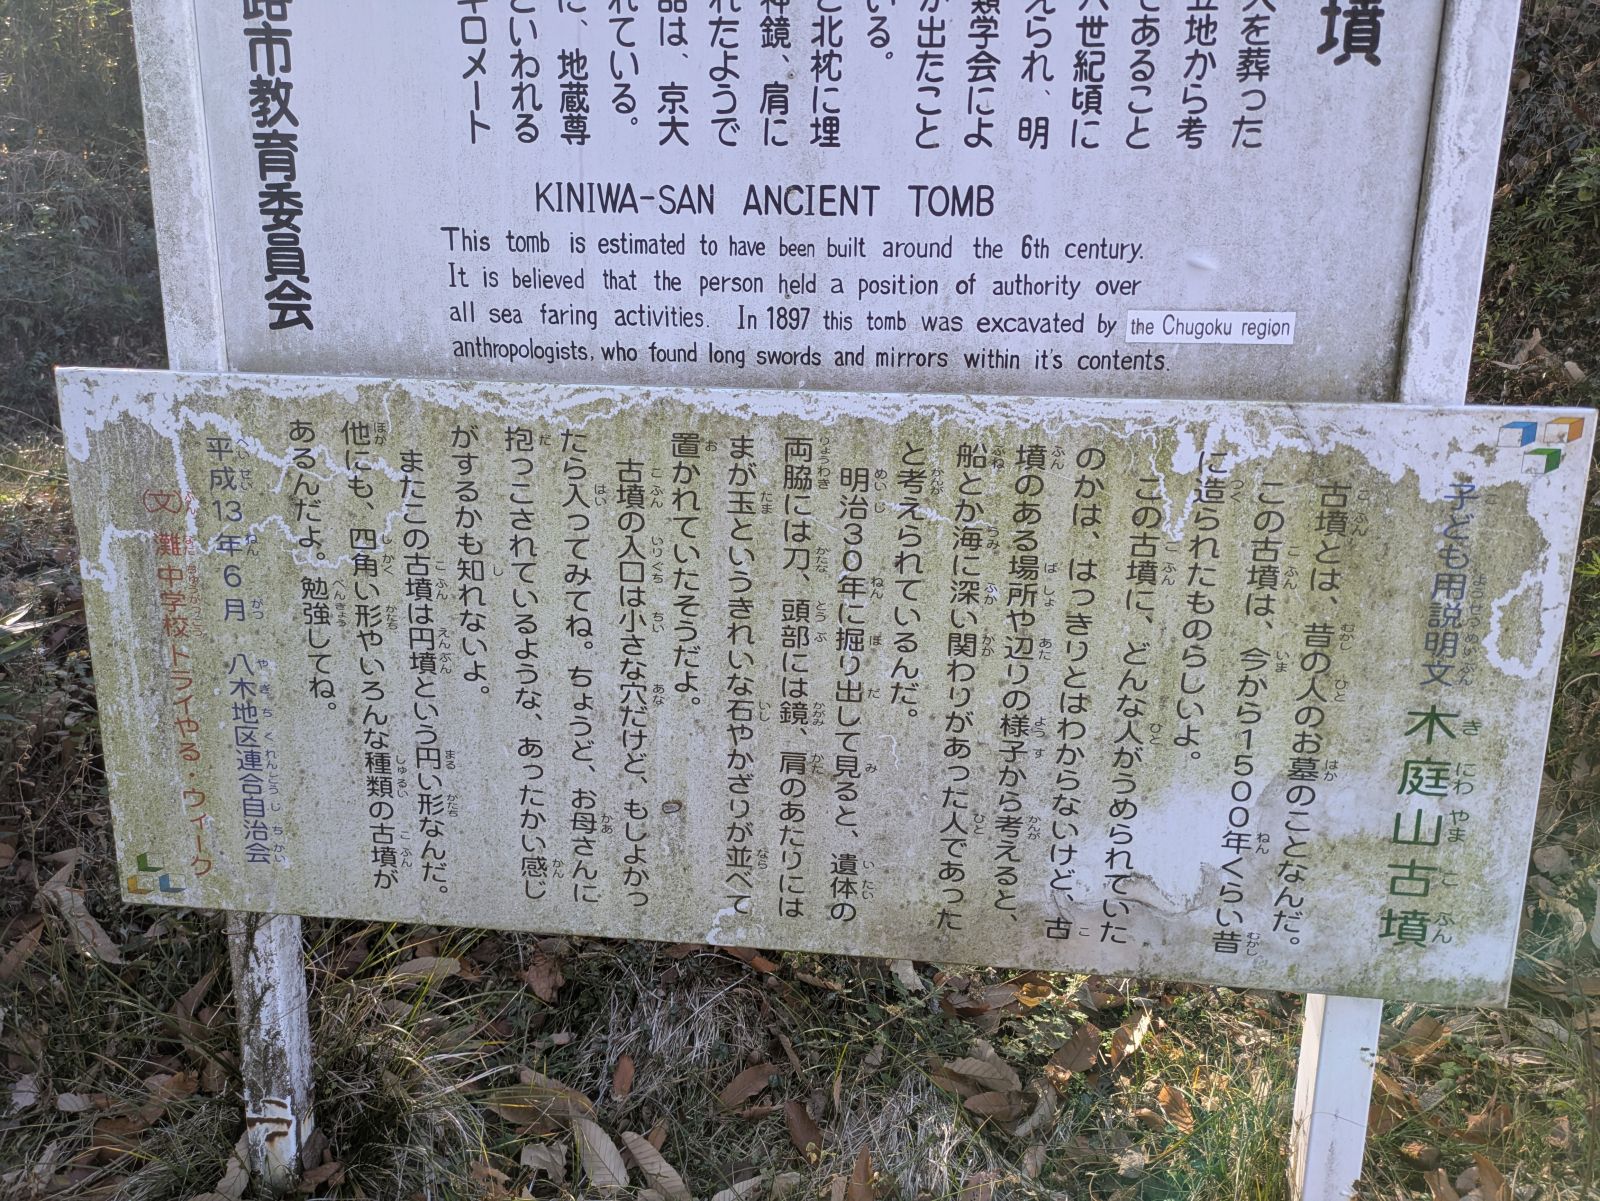 墳
人を葬った
立地から考
であること
六世紀頃に
えられ、明
類学会によ
が出たこと
いる。
と北枕に埋
神鏡、肩に
れたようで
品は、京大
れている。
に、地蔵尊
といわれる
キロメート
路市教育委員会
KINIWA-SAN ANCIENT TOMB
This tomb is estimated to have been built around the 6th century.
It is believed that the person held a position of authority over
all sea faring activities. In 1897 this tomb was excavated by the Chugoku region
anthropologists, who found long swords and mirrors within it's contents.
子ども用説明文 木庭山古墳
古墳とは、昔の人のお墓のことなんだ。
この古墳は、今から1500年くらい昔
に造られたものらしいよ。
この古墳に、どんな人がうめられていた
のかは、はっきりとはわからないけど、古
墳のある場所や辺りの様子から考えると、
船とか海に深い関わりがあった人であった
と考えられているんだ。
明治30年に掘り出して見ると、遺体の
両脇には刀、頭部には鏡、肩のあたりには
まが玉というきれいな石やかざりが並べて
置かれていたそうだよ。
古墳の入口は小さな穴だけど、もしよかっ
たら入ってみてね。ちょうど、お母さんに
抱っこされているような、あったかい感じ
がするかも知れないよ。
またこの古墳は円墳という円い形なんだ。
他にも、四角い形やいろんな種類の古墳が
あるんだよ。勉強してね。
平成13年6月 八木地区連合自治会
(文)灘中学校トライやる・ウィーク